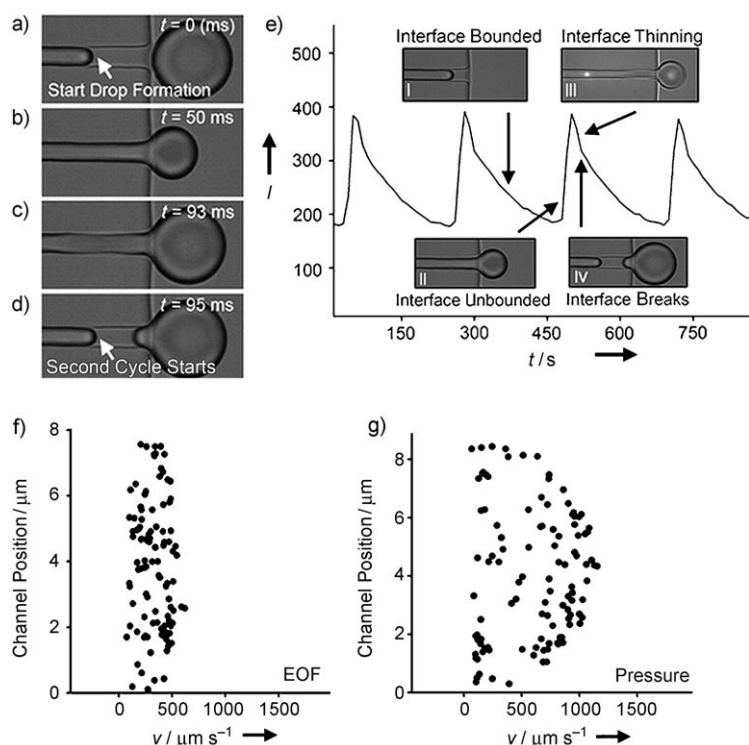 a)
t = 0 (ms)
Start Drop Formation
b)
t = 50 ms
c)
t = 93 ms
d)
t = 95 ms
Second Cycle Starts
e)
Interface Bounded
Interface Thinning
I
III
500
400
300
200
100
I
II
IV
Interface Unbounded
Interface Breaks
150
300
450
600
750
t / s
f)
8
6
4
2
0
Channel Position / μm
EOF
0
500
1000
1500
v / μm s⁻¹
g)
8
6
4
2
0
Channel Position / μm
Pressure
0
500
1000
1500
v / μm s⁻¹